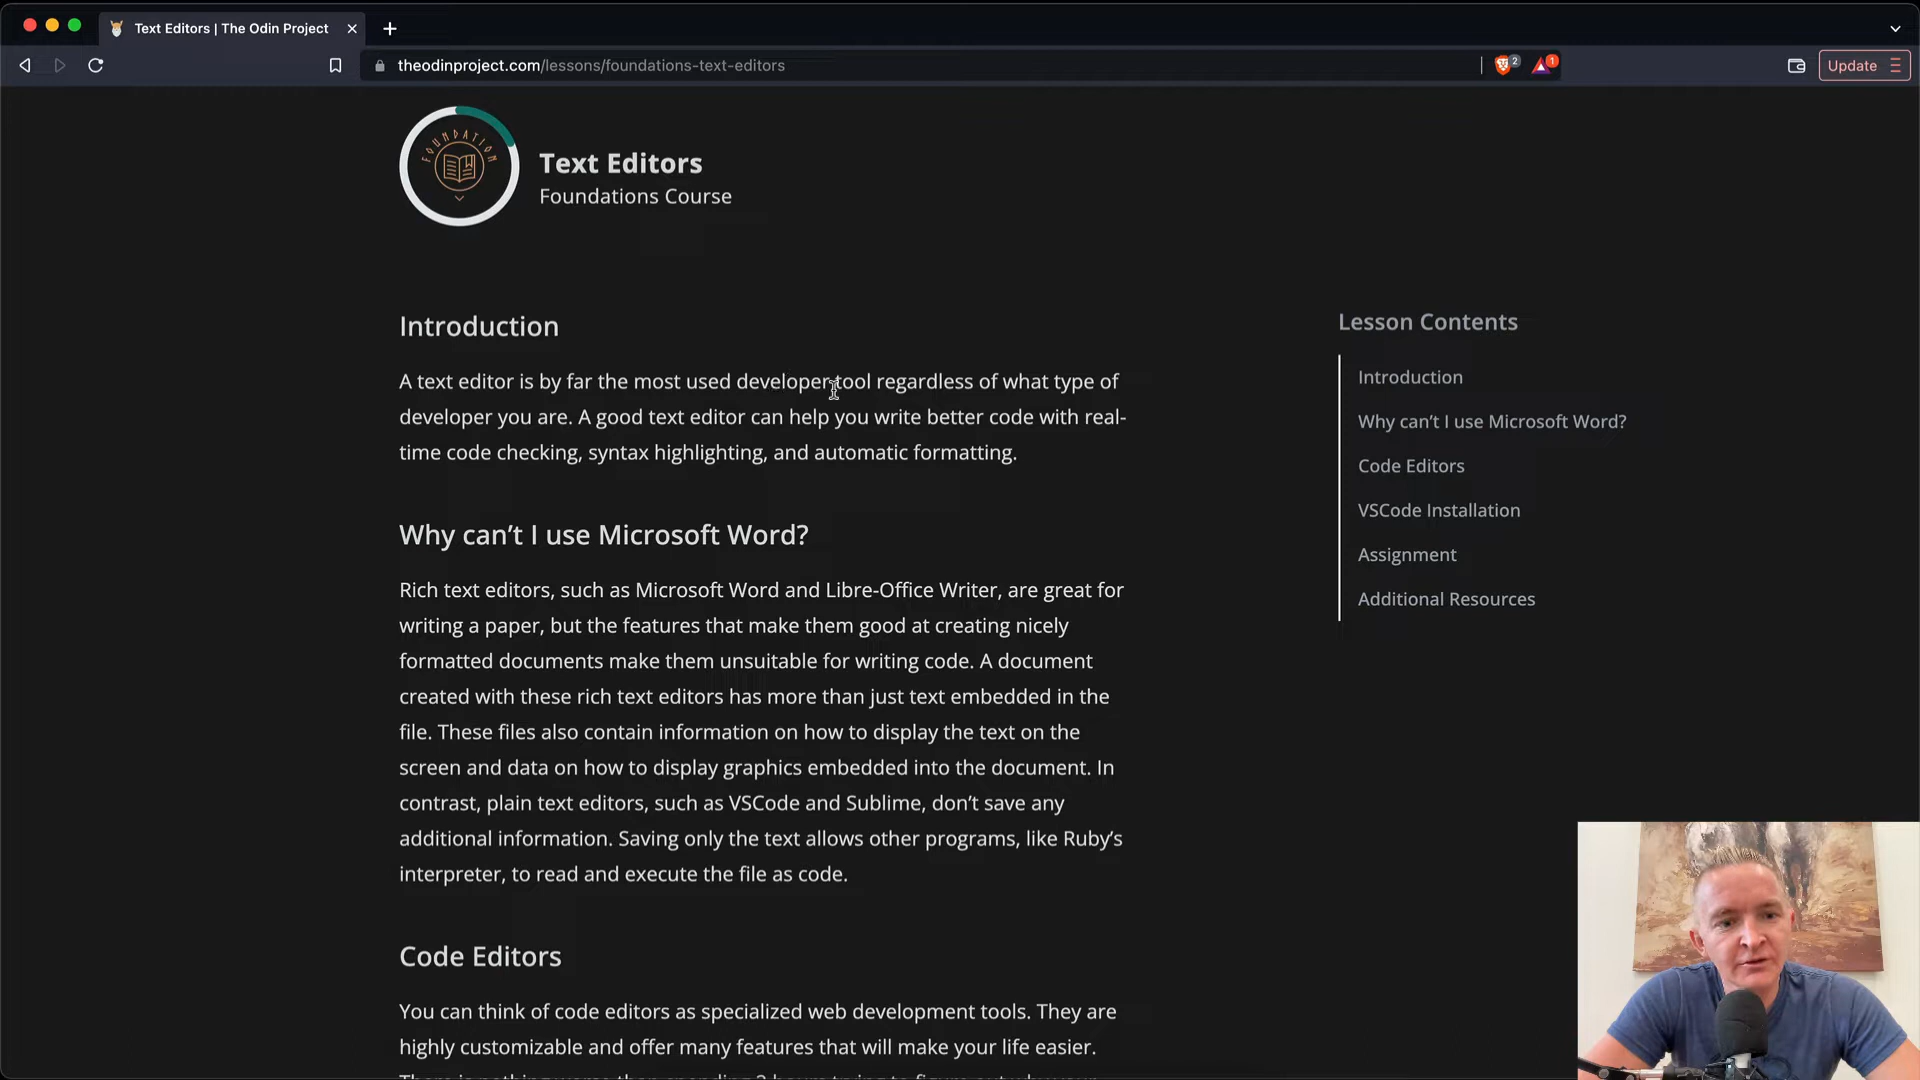 Text Editors | The Odin Project
theodinproject.com/lessons/foundations-text-editors
2
1
Update
FOUNDATION
Text Editors
Foundations Course
Introduction
A text editor is by far the most used developer tool regardless of what type of
developer you are. A good text editor can help you write better code with real-
time code checking, syntax highlighting, and automatic formatting.
Why can’t I use Microsoft Word?
Rich text editors, such as Microsoft Word and Libre-Office Writer, are great for
writing a paper, but the features that make them good at creating nicely
formatted documents make them unsuitable for writing code. A document
created with these rich text editors has more than just text embedded in the
file. These files also contain information on how to display the text on the
screen and data on how to display graphics embedded into the document. In
contrast, plain text editors, such as VSCode and Sublime, don’t save any
additional information. Saving only the text allows other programs, like Ruby’s
interpreter, to read and execute the file as code.
Code Editors
You can think of code editors as specialized web development tools. They are
highly customizable and offer many features that will make your life easier.
Lesson Contents
Introduction
Why can’t I use Microsoft Word?
Code Editors
VSCode Installation
Assignment
Additional Resources